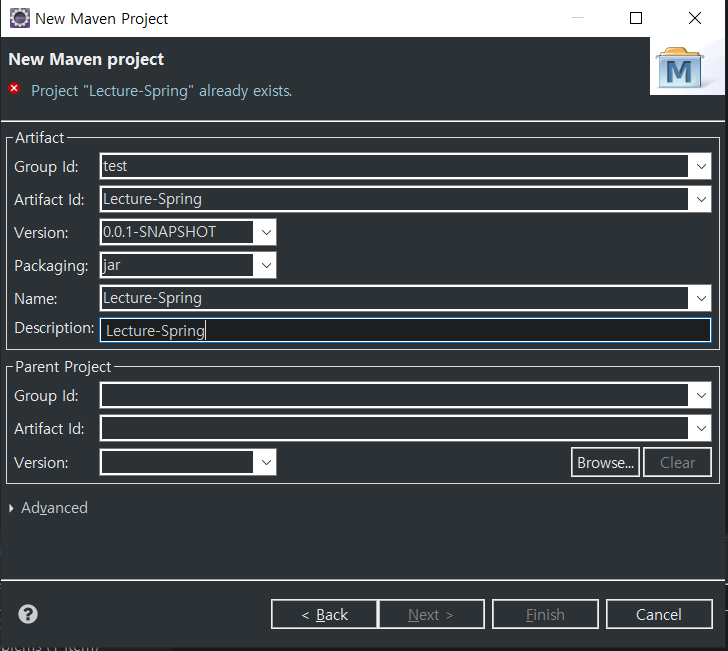 New Maven Project
New Maven project
M
Project "Lecture-Spring" already exists.
Artifact
Group Id: test
Artifact Id: Lecture-Spring
Version: 0.0.1-SNAPSHOT
Packaging: jar
Name: Lecture-Spring
Description: Lecture-Spring
Parent Project
Group Id:
Artifact Id:
Version: Browse... Clear
Advanced
? < Back Next > Finish Cancel